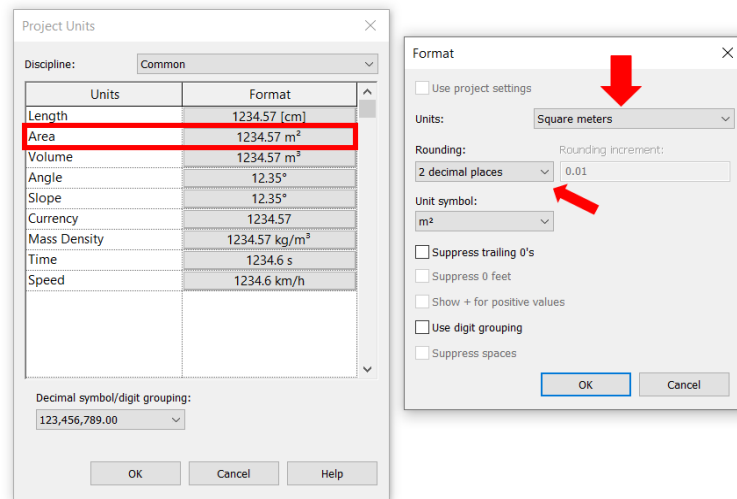 Project Units
Discipline: Common
Units Format
Length 1234.57 [cm]
Area 1234.57 m²
Volume 1234.57 m³
Angle 12.35°
Slope 12.35°
Currency 1234.57
Mass Density 1234.57 kg/m³
Time 1234.6 s
Speed 1234.6 km/h
Decimal symbol/digit grouping:
123,456,789.00
OK Cancel Help
Format
Use project settings
Units: Square meters
Rounding: Rounding increment:
2 decimal places 0.01
Unit symbol:
m²
Suppress trailing 0's
Suppress 0 feet
Show + for positive values
Use digit grouping
Suppress spaces
OK Cancel